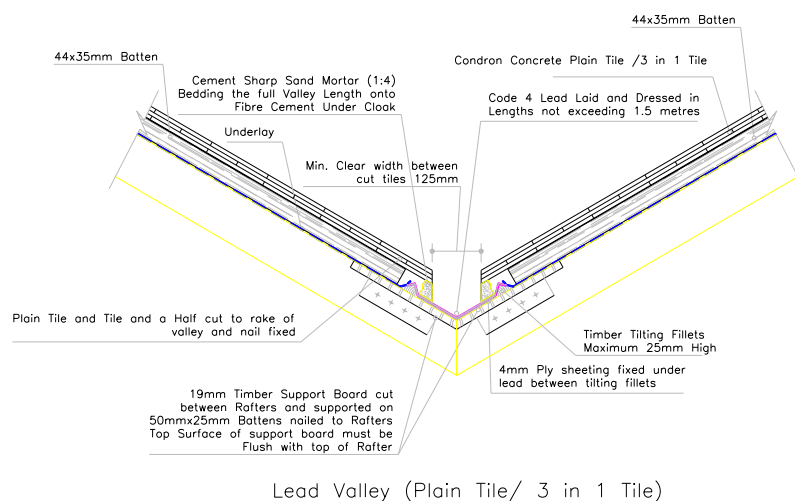 44x35mm Batten
44x35mm Batten
Condron Concrete Plain Tile /3 in 1 Tile
Cement Sharp Sand Mortar (1:4)
Bedding the full Valley Length onto
Fibre Cement Under Cloak
Code 4 Lead Laid and Dressed in
Lengths not exceeding 1.5 metres
Underlay
Min. Clear width between
cut tiles 125mm
Plain Tile and Tile and a Half cut to rake of
valley and nail fixed
Timber Tilting Fillets
Maximum 25mm High
4mm Ply sheeting fixed under
lead between tilting fillets
19mm Timber Support Board cut
between Rafters and supported on
50mmx25mm Battens nailed to Rafters
Top Surface of support board must be
Flush with top of Rafter
Lead Valley (Plain Tile/ 3 in 1 Tile)